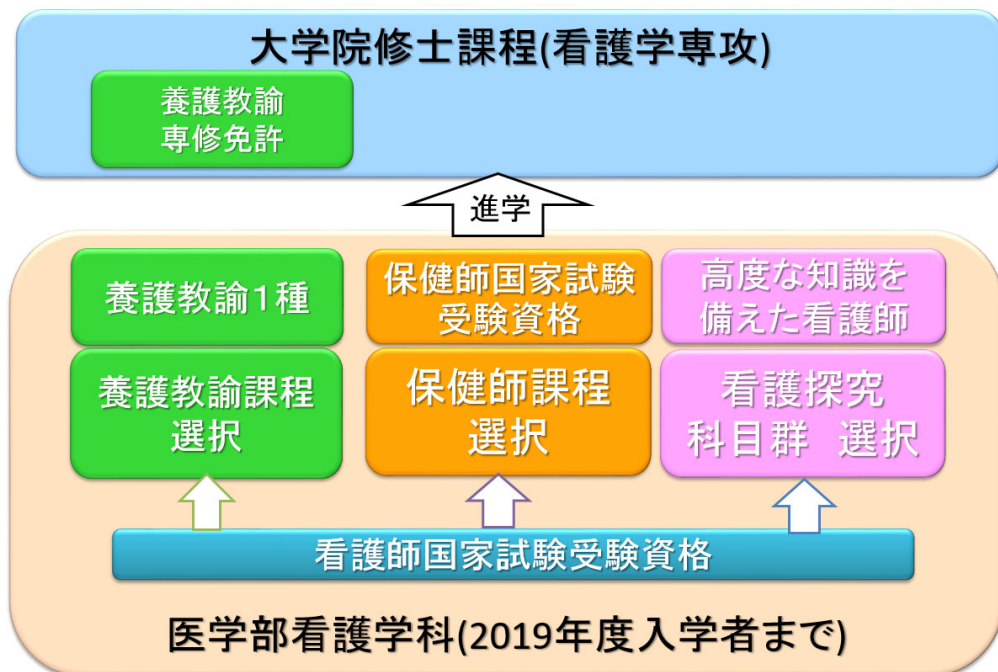 大学院修士課程(看護学専攻)
養護教諭
専修免許
進学
養護教諭1種
保健師国家試験
受験資格
高度な知識を
備えた看護師
養護教諭課程
選択
保健師課程
選択
看護探究
科目群　選択
看護師国家試験受験資格
医学部看護学科(2019年度入学者まで)